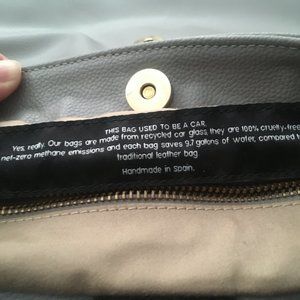 THIS BAG USED TO BE A CAR.
Yes, really. Our bags are made from recycled car glass, they are 100% cruelty-free
net-zero methane emissions and each bag saves 9.7 gallons of water, compared to
traditional leather bag
Handmade in Spain.